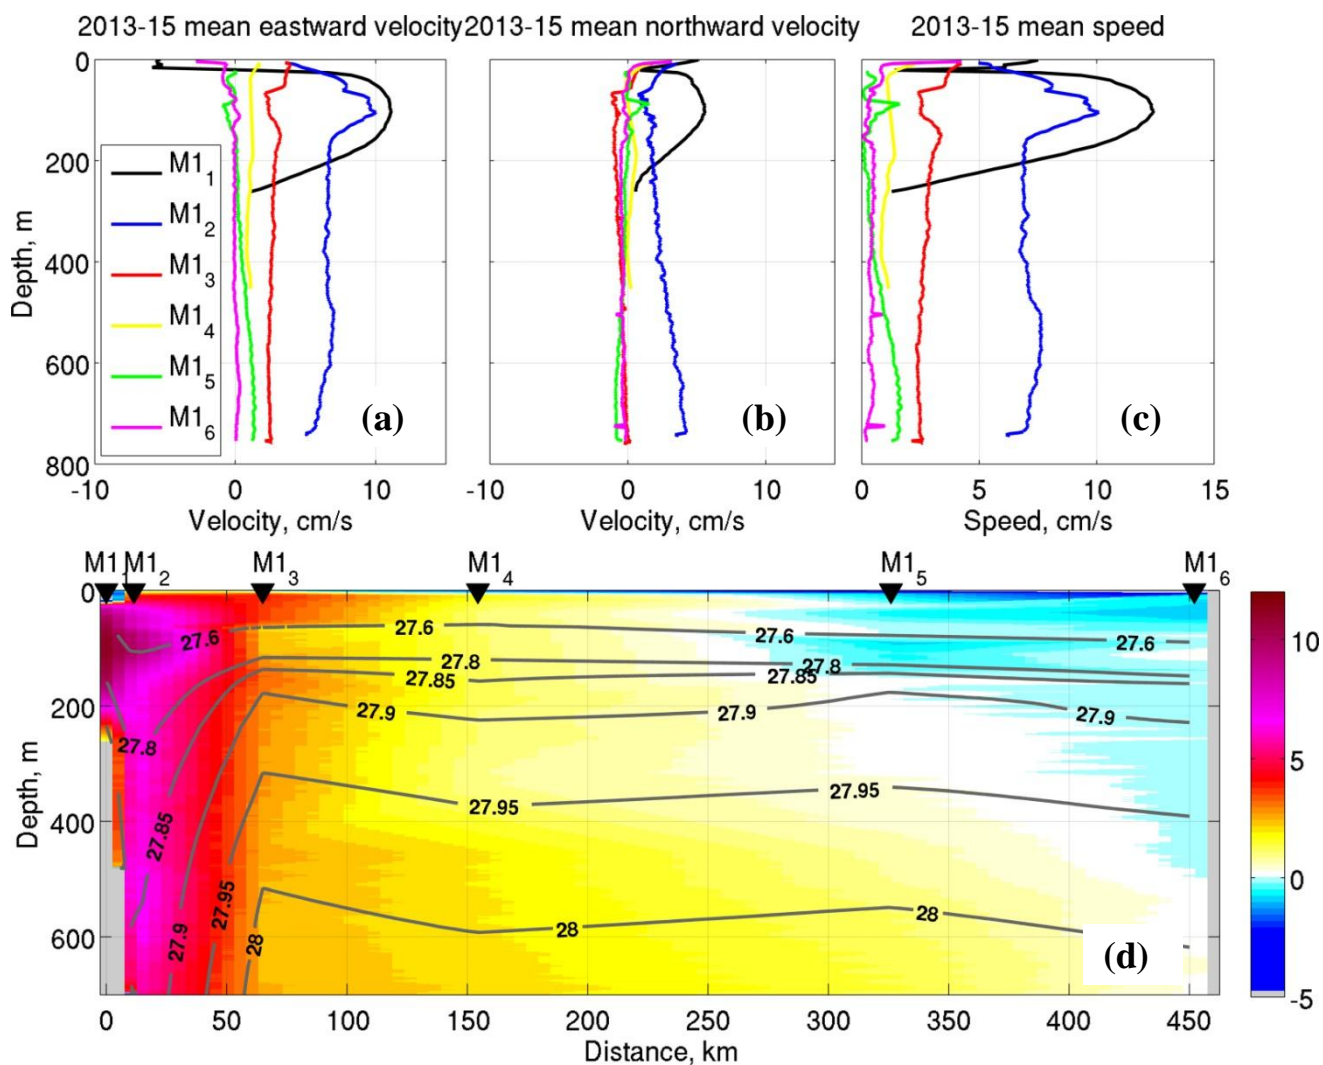 2013-15 mean eastward velocity
2013-15 mean northward velocity
2013-15 mean speed
0
200
400
600
800
Depth, m
M1 1
M1 2
M1 3
M1 4
M1 5
M1 6
(a)
(b)
(c)
-10 0 10
-10 0 10
0 5 10 15
Velocity, cm/s
Velocity, cm/s
Speed, cm/s
M1 M1 2
M1 3
M1 4
M1 5
M1 6
0
200
400
600
Depth, m
27.6
27.6
27.6
27.6
27.8
27.8
27.8
27.85
27.85
27.85
27.9
27.9
27.9
27.9
27.95
27.95
27.95
28
28
28
(d)
10
5
0
-5
0 50 100 150 200 250 300 350 400 450
Distance, km